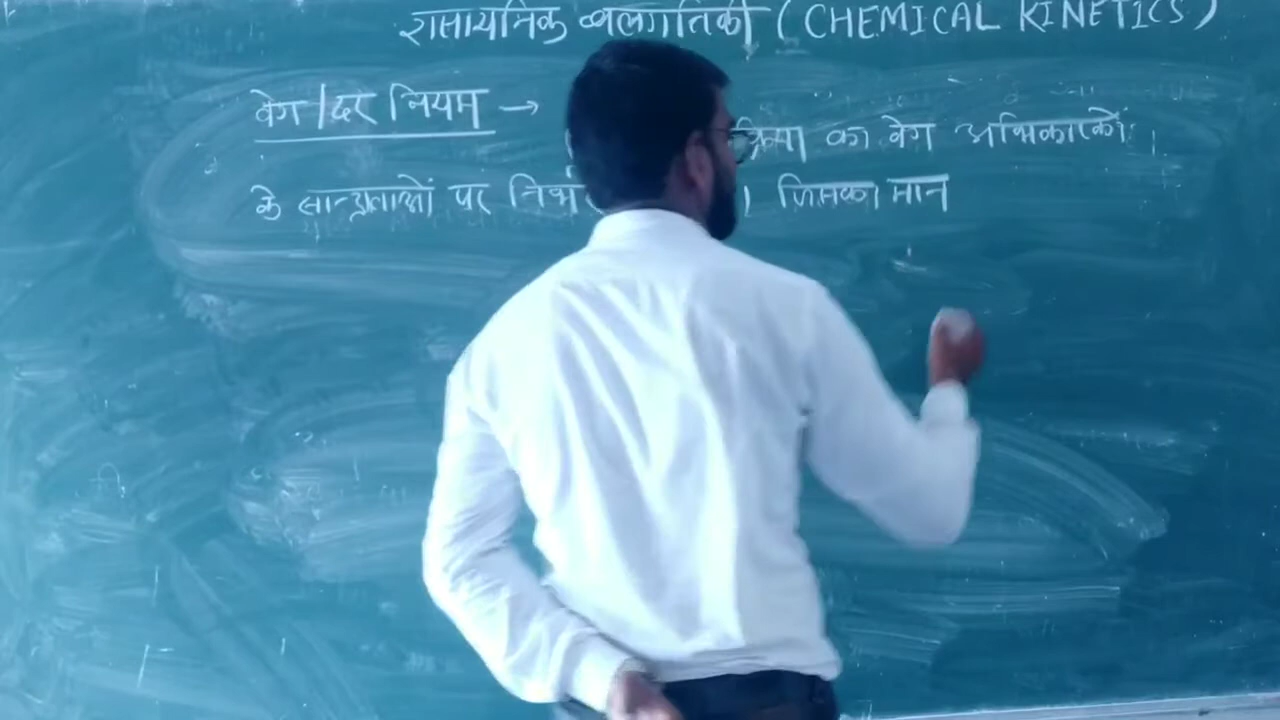 रासायनिक बलगतिकी (CHEMICAL KINETICS)
वेग/दर नियम → क्रिया का वेग अभिकारकों
के सान्द्रताओं पर निर्भ । जिसका मान